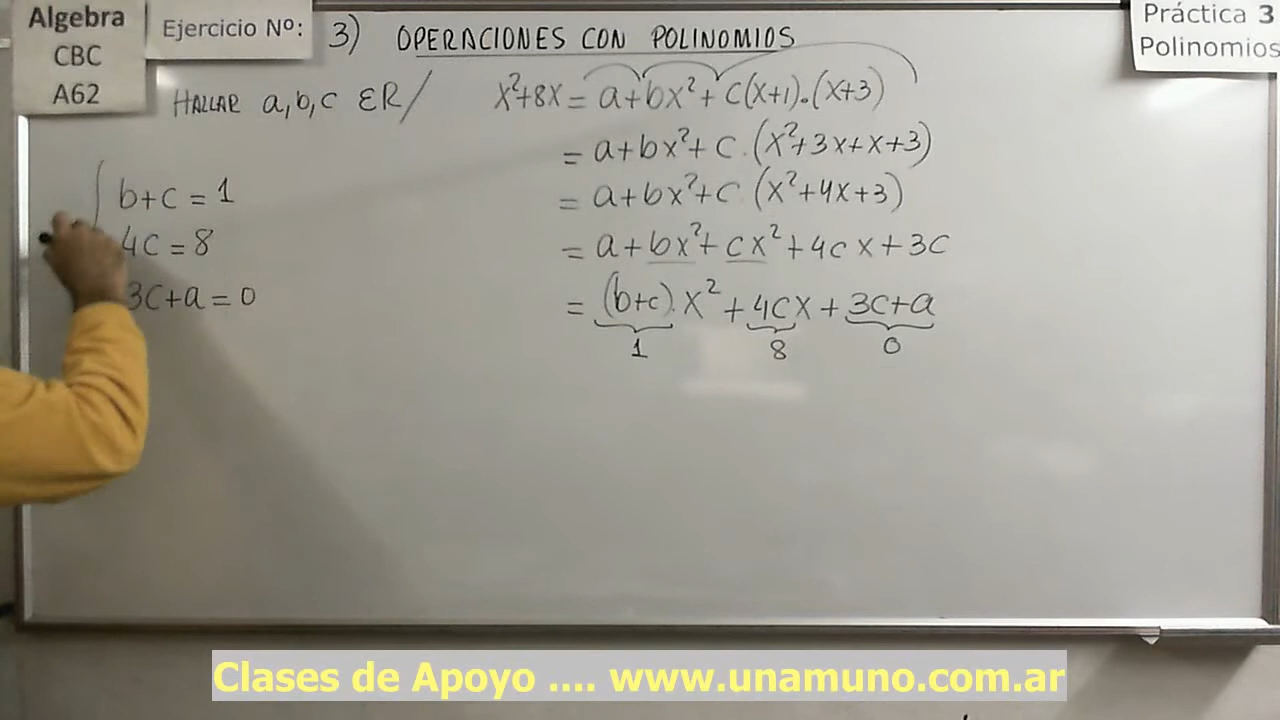 Algebra
CBC
A62
Ejercicio Nº:
3) OPERACIONES CON POLINOMIOS
Práctica 3
Polinomios
HALLAR a,b,c ∈R/ x²+8x = a+bx²+c(x+1).(x+3)
= a+bx²+c.(x²+3x+x+3)
= a+bx²+c.(x²+4x+3)
= a+bx²+cx²+4cx+3c
= (b+c).x²+4cx+3c+a
1 8 0
b+c=1
4c=8
3c+a=0
Clases de Apoyo .... www.unamuno.com.ar